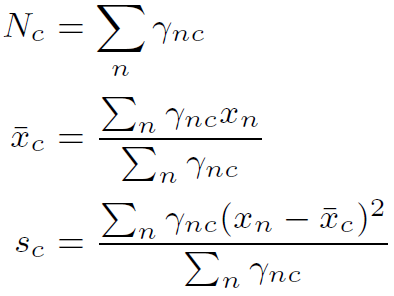 N_c = \sum_n \gamma_{nc}
\bar{x}_c = \frac{\sum_n \gamma_{nc} x_n}{\sum_n \gamma_{nc}}
s_c = \frac{\sum_n \gamma_{nc} (x_n - \bar{x}_c)^2}{\sum_n \gamma_{nc}}